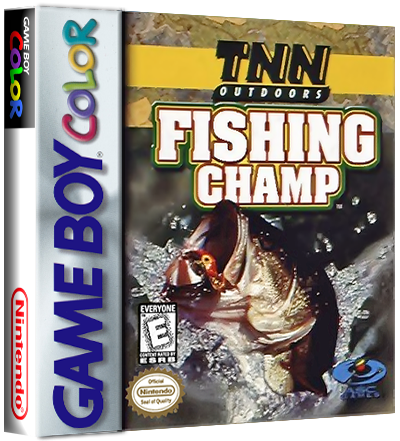 GAME BOY
COLOR
Nintendo
GAME BOY COLOR
TNN
OUTDOORS
FISHING
CHAMP
TM
EVERYONE
E
CONTENT RATED BY
ESRB
Official
Nintendo
Seal of Quality